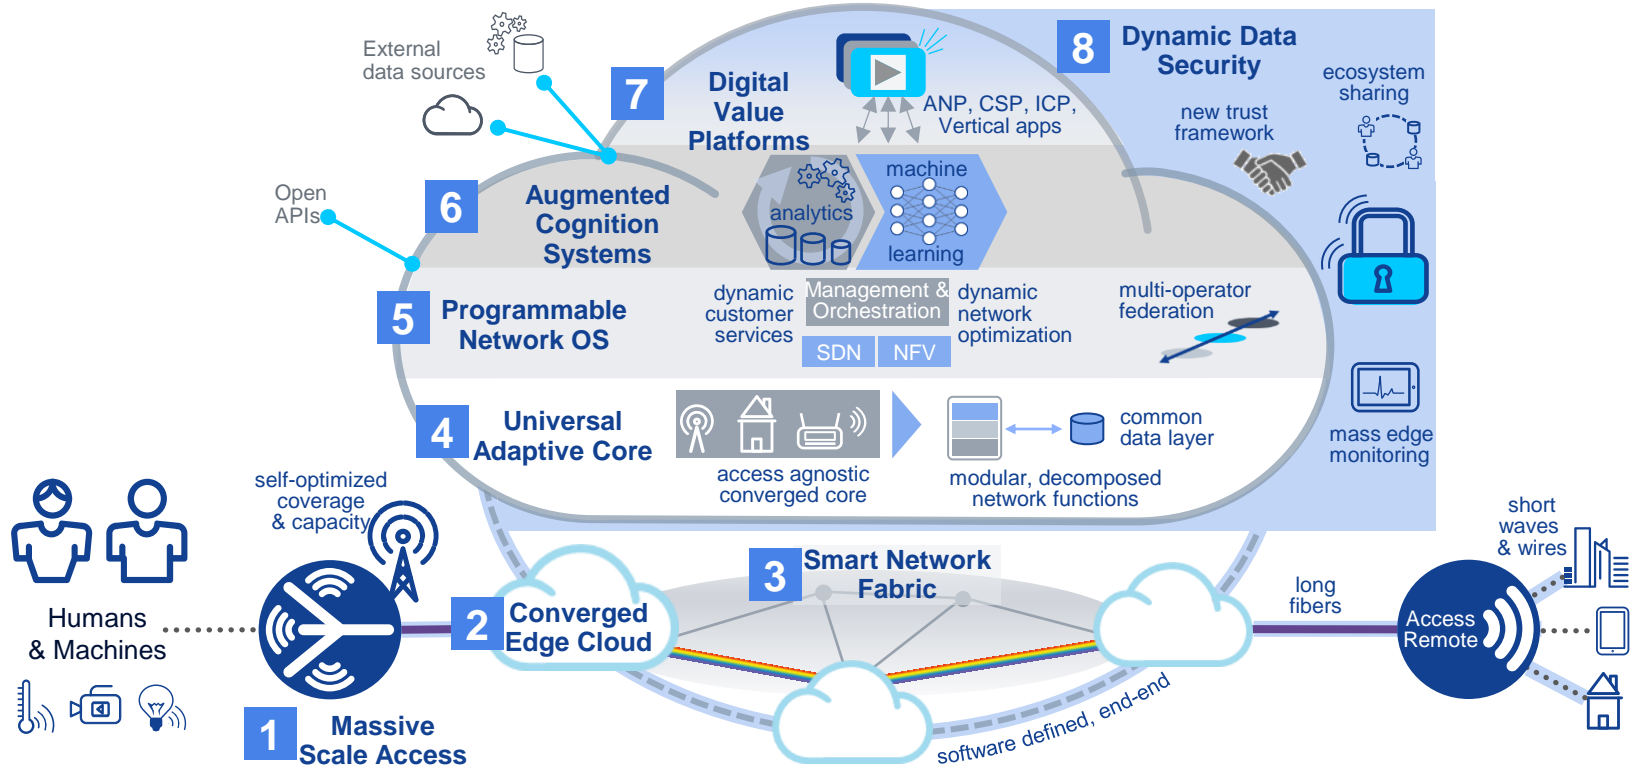 External
data sources
Open
APIs
7
Digital
Value
Platforms
ANP, CSP, ICP,
Vertical apps
8
Dynamic Data
Security
ecosystem
sharing
new trust
framework
6
Augmented
Cognition
Systems
analytics
machine
learning
5
Programmable
Network OS
dynamic
customer
services
Management &
Orchestration
SDN
NFV
dynamic
network
optimization
multi-operator
federation
4
Universal
Adaptive Core
access agnostic
converged core
modular, decomposed
network functions
common
data layer
mass edge
monitoring
self-optimized
coverage
& capacity
Humans
& Machines
1
Massive
Scale Access
2
Converged
Edge Cloud
3
Smart Network
Fabric
software defined, end-end
long
fibers
Access
Remote
short
waves
& wires